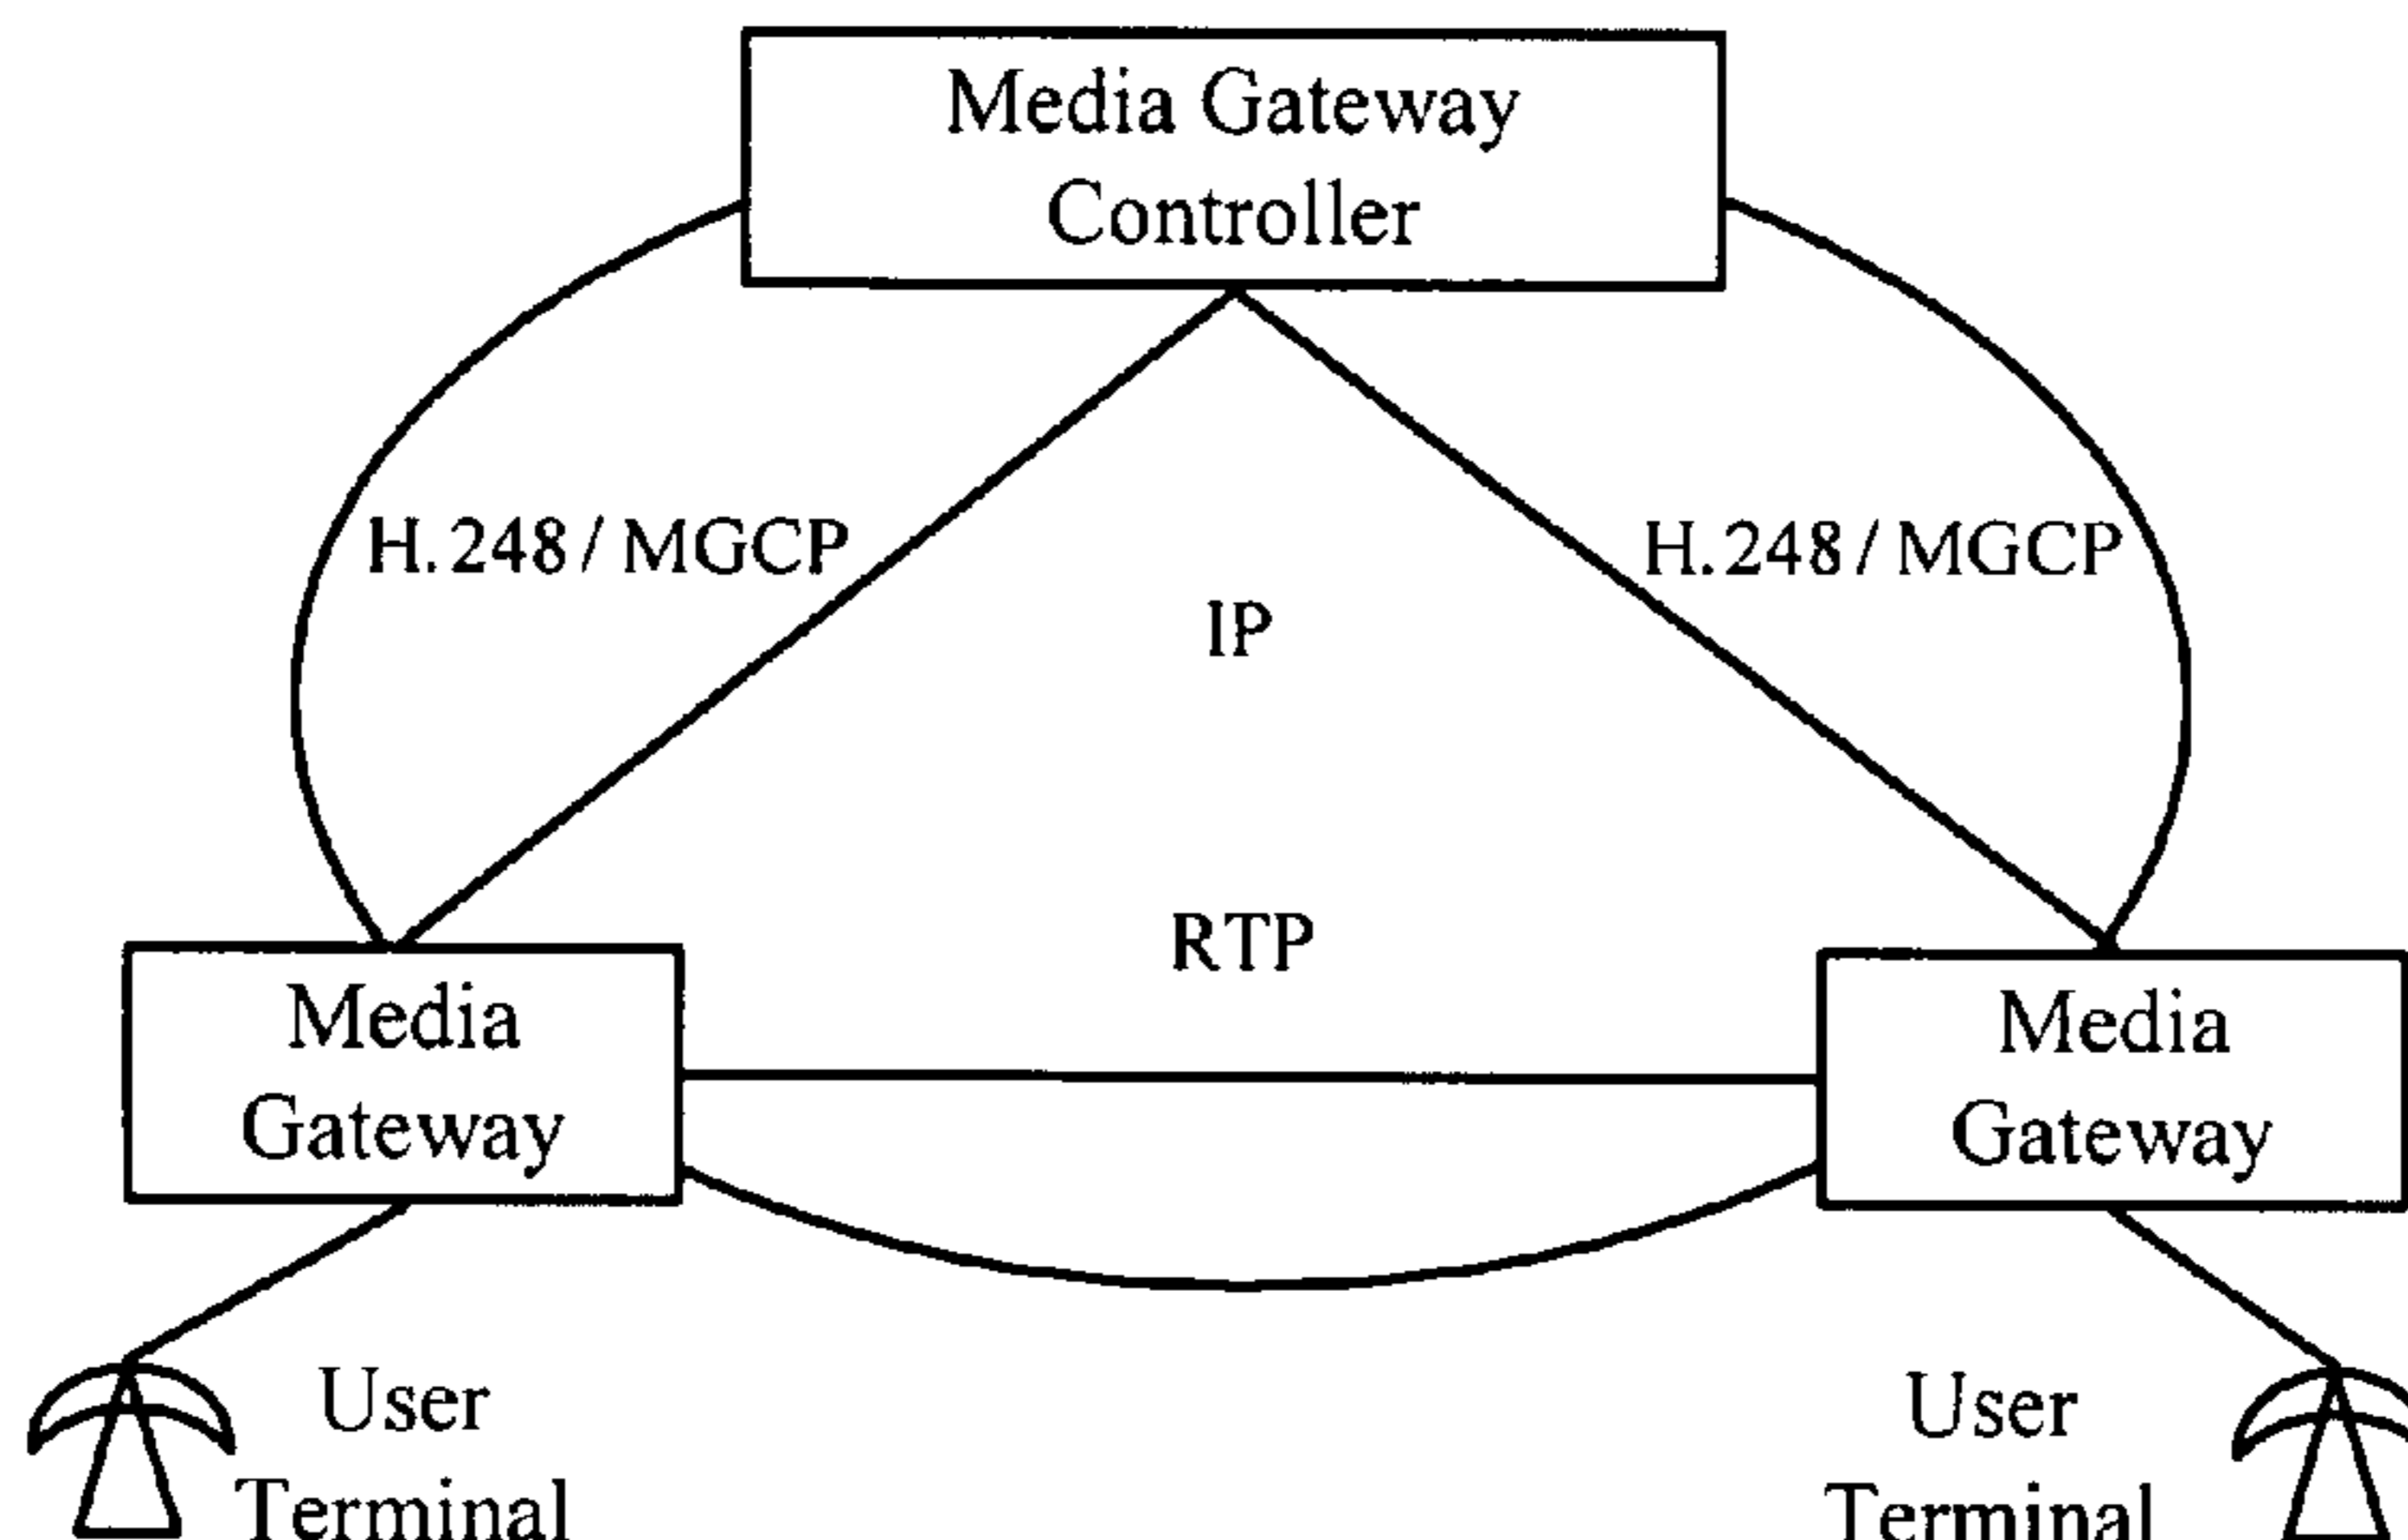 Media Gateway
Controller
H.248 / MGCP
H.248 / MGCP
IP
RTP
Media
Gateway
Media
Gateway
User
Terminal
User
Terminal